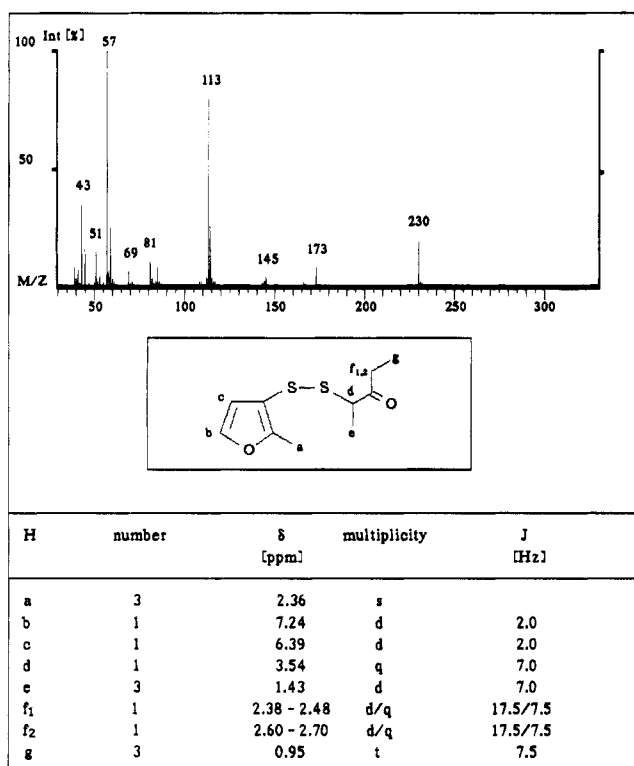 100 Int [%] 57
113
50
43
230
51
81
173
69
145
M/Z
50 100 150 200 250 300
g
f1,2
S S d
c O
b e
O a
H number δ multiplicity J
[ppm] [Hz]
a 3 2.36 s
b 1 7.24 d 2.0
c 1 6.39 d 2.0
d 1 3.54 q 7.0
e 3 1.43 d 7.0
f1 1 2.38 - 2.48 d/q 17.5/7.5
f2 1 2.60 - 2.70 d/q 17.5/7.5
g 3 0.95 t 7.5